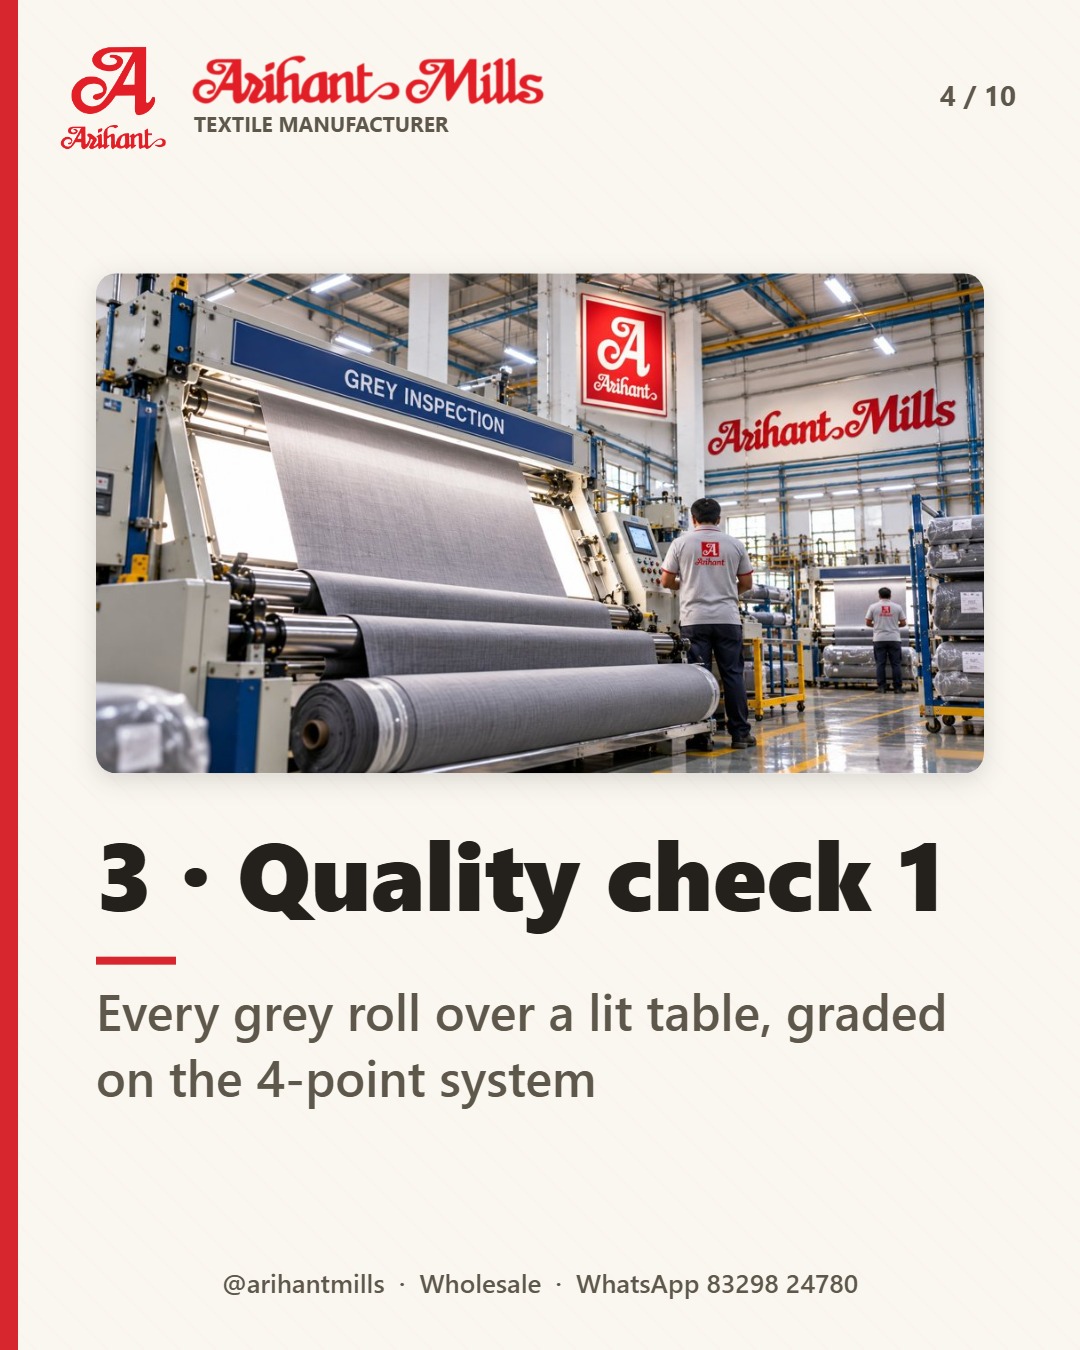 A
Arihant
Arihant Mills
TEXTILE MANUFACTURER
4 / 10
GREY INSPECTION
A
Arihant
Arihant Mills
A
Arihant
3 · Quality check 1
Every grey roll over a lit table, graded
on the 4-point system
@arihantmills · Wholesale · WhatsApp 83298 24780